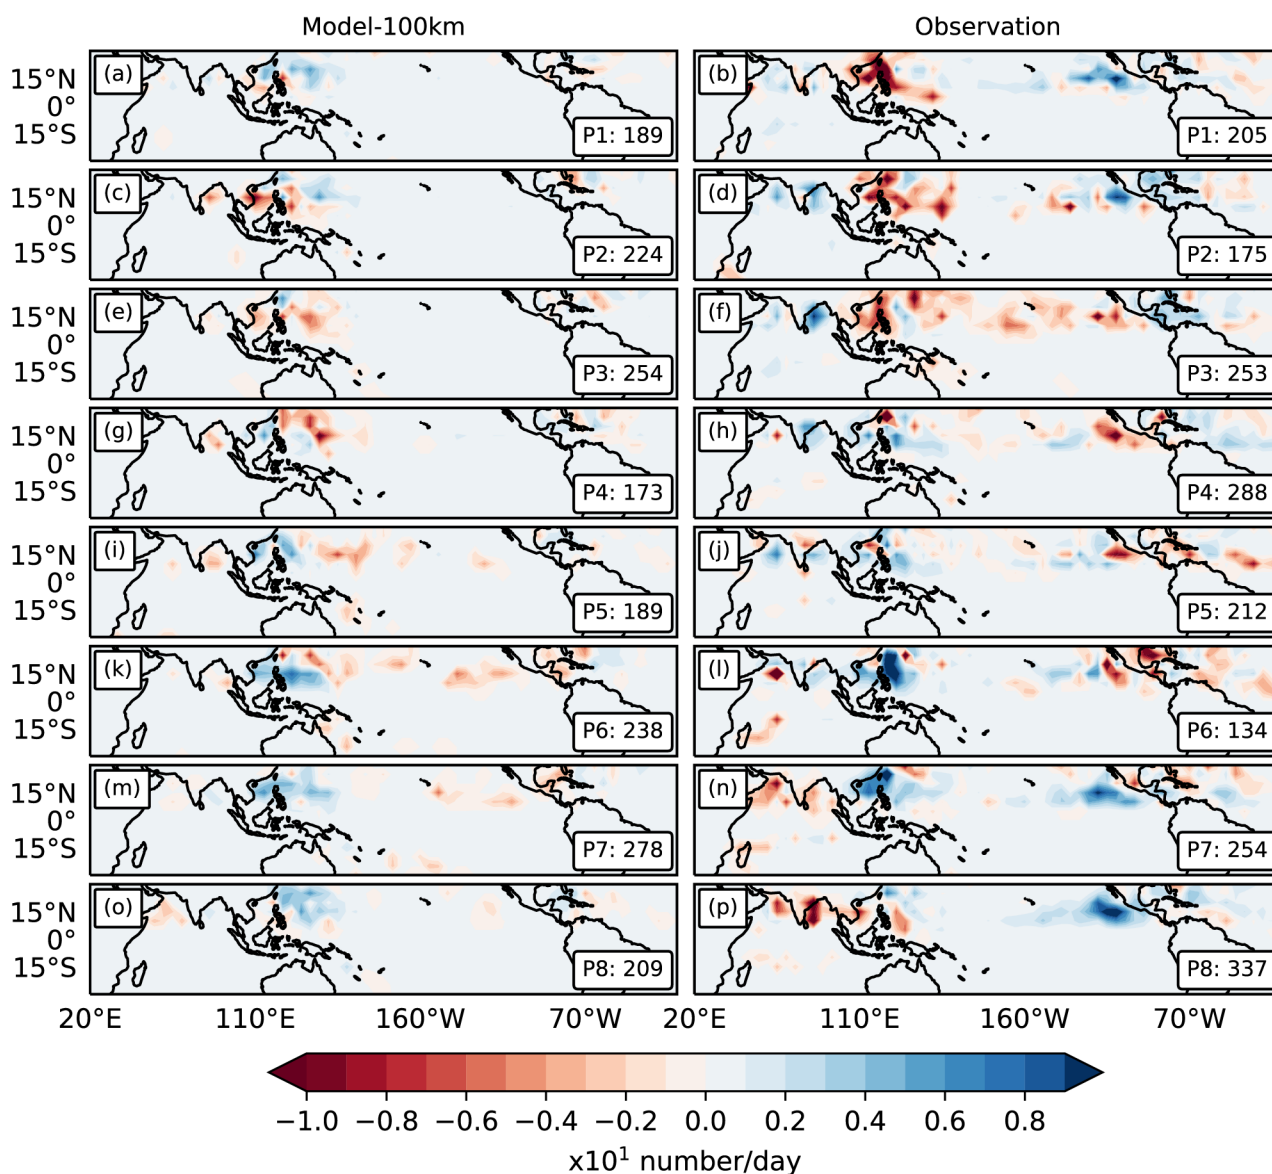 Model-100km Observation
(a) P1: 189 (b) P1: 205
15°N
0°
15°S
(c) P2: 224 (d) P2: 175
15°N
0°
15°S
(e) P3: 254 (f) P3: 253
15°N
0°
15°S
(g) P4: 173 (h) P4: 288
15°N
0°
15°S
(i) P5: 189 (j) P5: 212
15°N
0°
15°S
(k) P6: 238 (l) P6: 134
15°N
0°
15°S
(m) P7: 278 (n) P7: 254
15°N
0°
15°S
(o) P8: 209 (p) P8: 337
15°N
0°
15°S
20°E 110°E 160°W 70°W 20°E 110°E 160°W 70°W
−1.0 −0.8 −0.6 −0.4 −0.2 0.0 0.2 0.4 0.6 0.8
x10¹ number/day